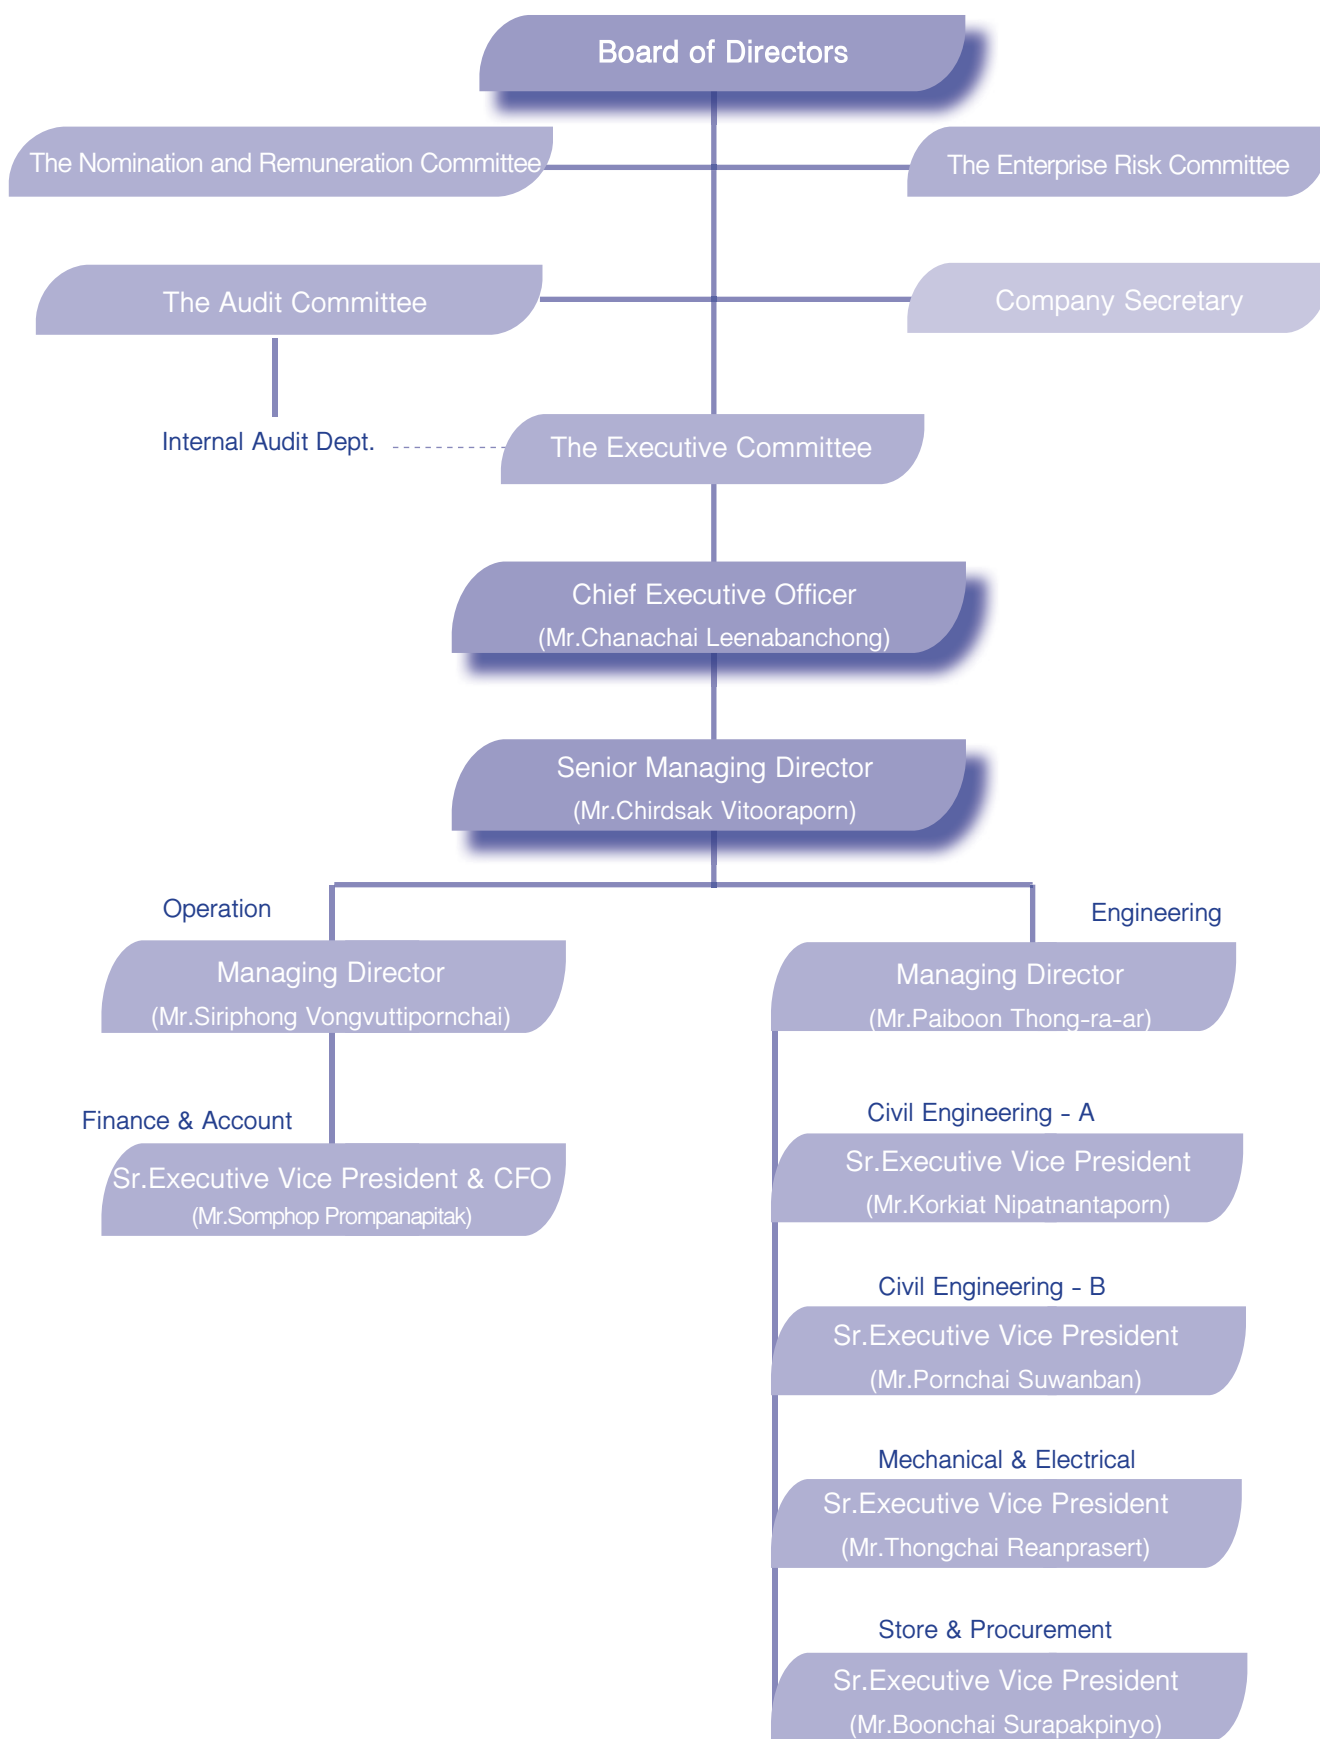 Board of Directors
The Nomination and Remuneration Committee
The Enterprise Risk Committee
The Audit Committee
Company Secretary
Internal Audit Dept.
The Executive Committee
Chief Executive Officer
(Mr.Chanachai Leenabanchong)
Senior Managing Director
(Mr.Chirdsak Vitooraporn)
Operation
Engineering
Managing Director
(Mr.Siriphong Vongvuttipornchai)
Managing Director
(Mr.Paiboon Thong-ra-ar)
Finance & Account
Sr.Executive Vice President & CFO
(Mr.Somphop Prompanapitak)
Civil Engineering - A
Sr.Executive Vice President
(Mr.Korkiat Nipatnantaporn)
Civil Engineering - B
Sr.Executive Vice President
(Mr.Pornchai Suwanban)
Mechanical & Electrical
Sr.Executive Vice President
(Mr.Thongchai Reanprasert)
Store & Procurement
Sr.Executive Vice President
(Mr.Boonchai Surapakpinyo)